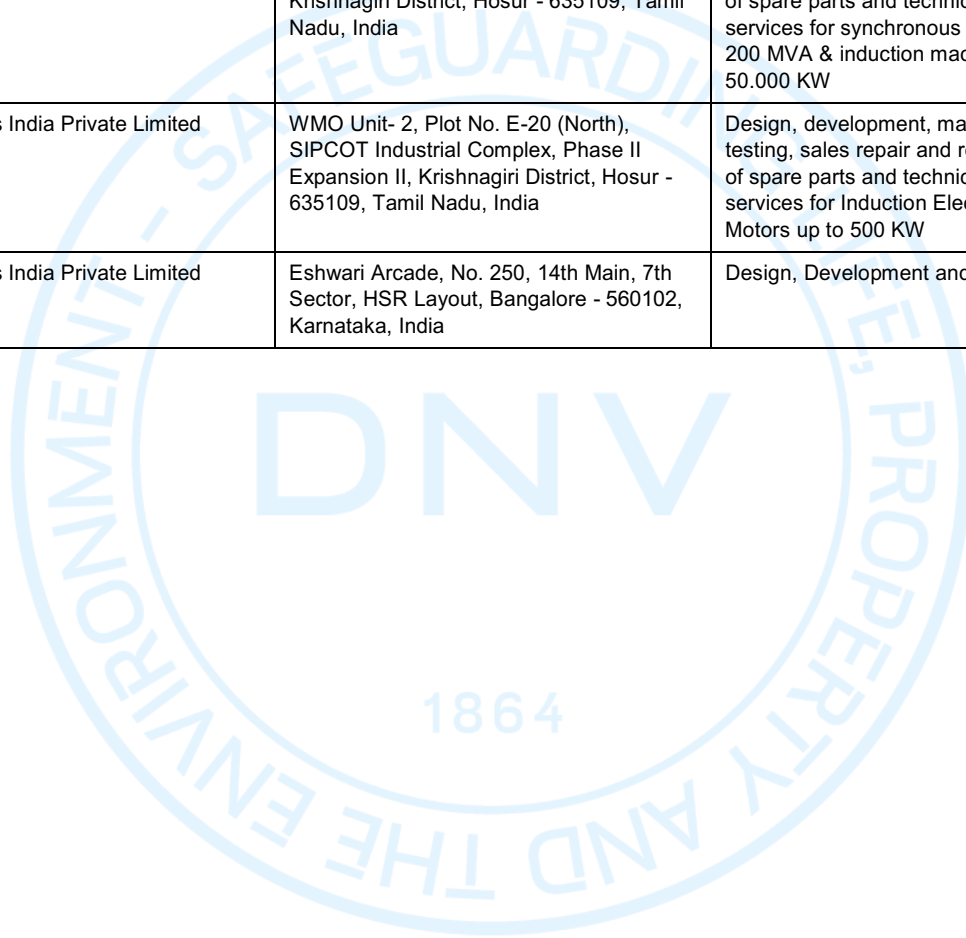 Krishnagiri District, Hosur - 635109, Tamil
Nadu, India
of spare parts and technic
services for synchronous
200 MVA & induction mac
50.000 KW
s India Private Limited
WMO Unit- 2, Plot No. E-20 (North),
SIPCOT Industrial Complex, Phase II
Expansion II, Krishnagiri District, Hosur -
635109, Tamil Nadu, India
Design, development, ma
testing, sales repair and r
of spare parts and technic
services for Induction Elec
Motors up to 500 KW
s India Private Limited
Eshwari Arcade, No. 250, 14th Main, 7th
Sector, HSR Layout, Bangalore - 560102,
Karnataka, India
Design, Development and
SAFEGUARDING LIFE, PROPERTY AND THE ENVIRONMENT -
DNV
1864